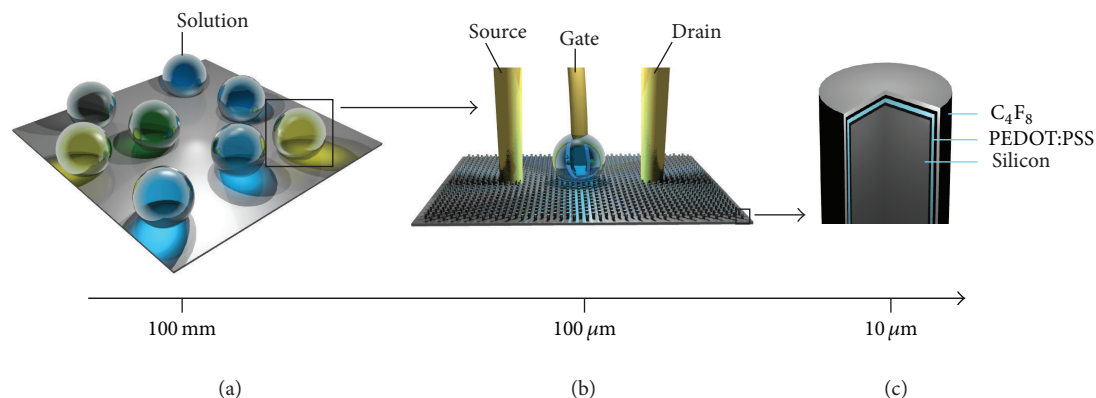 Solution
Source
Gate
Drain
C₄F₈
PEDOT:PSS
Silicon
100 mm
100 μm
10 μm
(a)
(b)
(c)